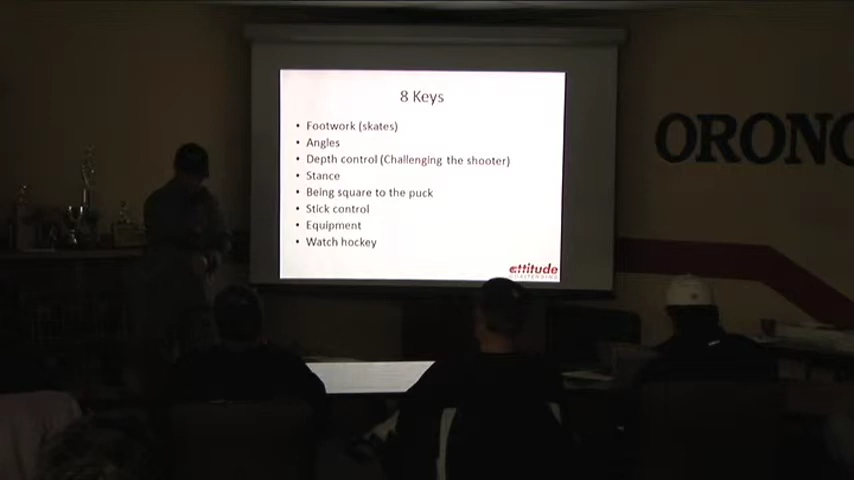 8 Keys
• Footwork (skates)
• Angles
• Depth control (Challenging the shooter)
• Stance
• Being square to the puck
• Stick control
• Equipment
• Watch hockey
attitude
GOALTENDING
ORONO